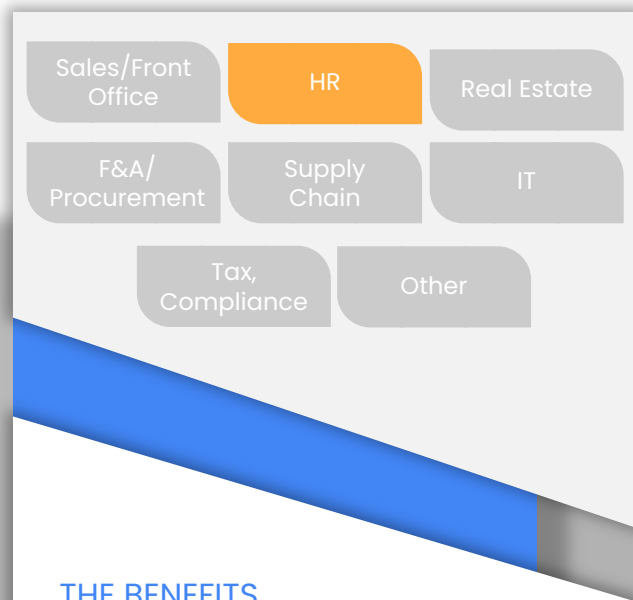 Sales/Front
Office
HR
Real Estate
F&A/
Procurement
Supply
Chain
IT
Tax,
Compliance
Other
THE BENEFITS